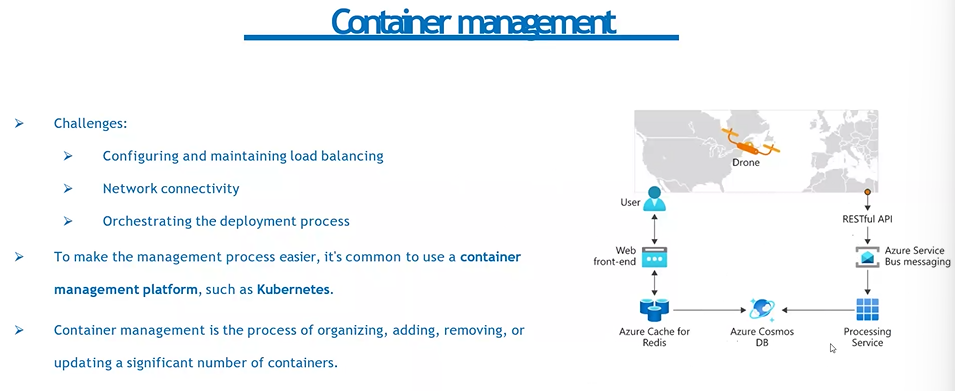 Container management
Challenges:
Configuring and maintaining load balancing
Network connectivity
Orchestrating the deployment process
To make the management process easier, it's common to use a container
management platform, such as Kubernetes.
Container management is the process of organizing, adding, removing, or
updating a significant number of containers.
Drone
User
RESTful API
Web
front-end
Azure Service
Bus messaging
Azure Cache for
Redis
Azure Cosmos
DB
Processing
Service